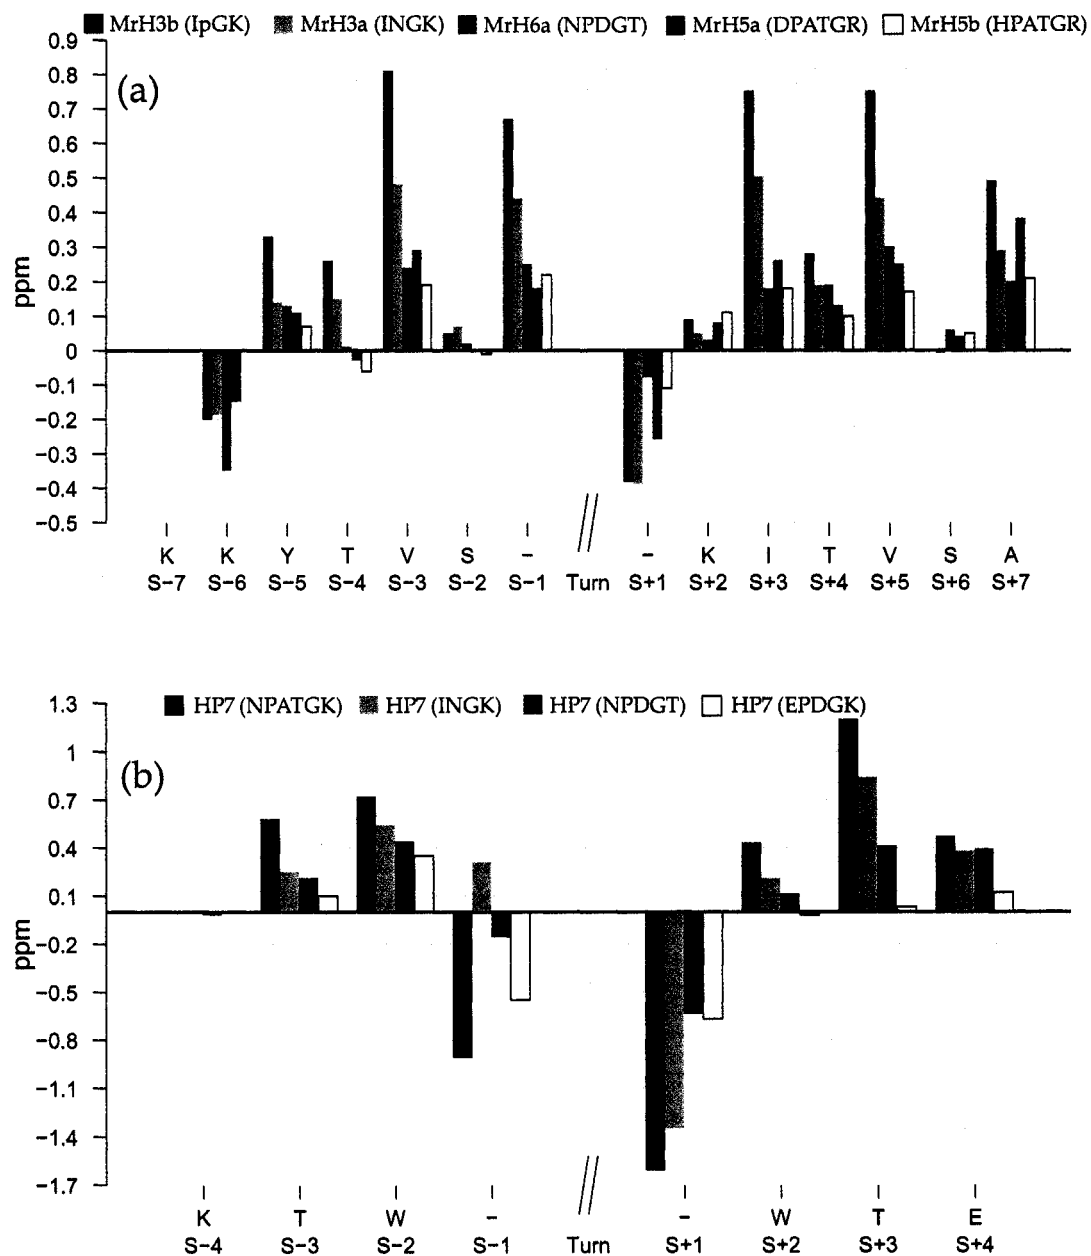 MrH3b (IpGK) MrH3a (INGK) MrH6a (NPDGT) MrH5a (DPATGR) MrH5b (HPATGR)
0.9
0.8
0.7
0.6
0.5
0.4
0.3
0.2
0.1
0
−0.1
−0.2
−0.3
−0.4
−0.5
ppm
(a)
K K Y T V S – – K I T V S A
S−7 S−6 S−5 S−4 S−3 S−2 S−1 Turn S+1 S+2 S+3 S+4 S+5 S+6 S+7
HP7 (NPATGK) HP7 (INGK) HP7 (NPDGT) HP7 (EPDGK)
1.3
1
0.7
0.4
0.1
−0.2
−0.5
−0.8
−1.1
−1.4
−1.7
ppm
(b)
K T W – – W T E
S−4 S−3 S−2 S−1 Turn S+1 S+2 S+3 S+4